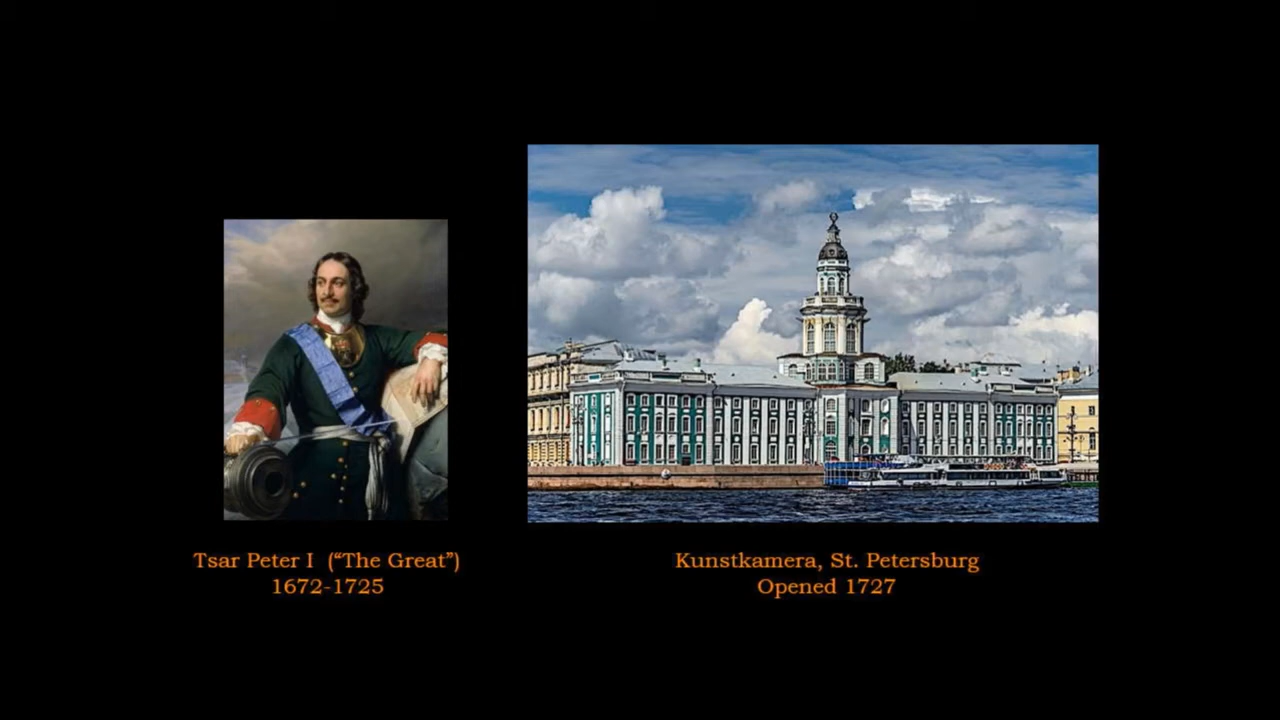 Tsar Peter I  (“The Great”)
1672-1725
Kunstkamera, St. Petersburg
Opened 1727